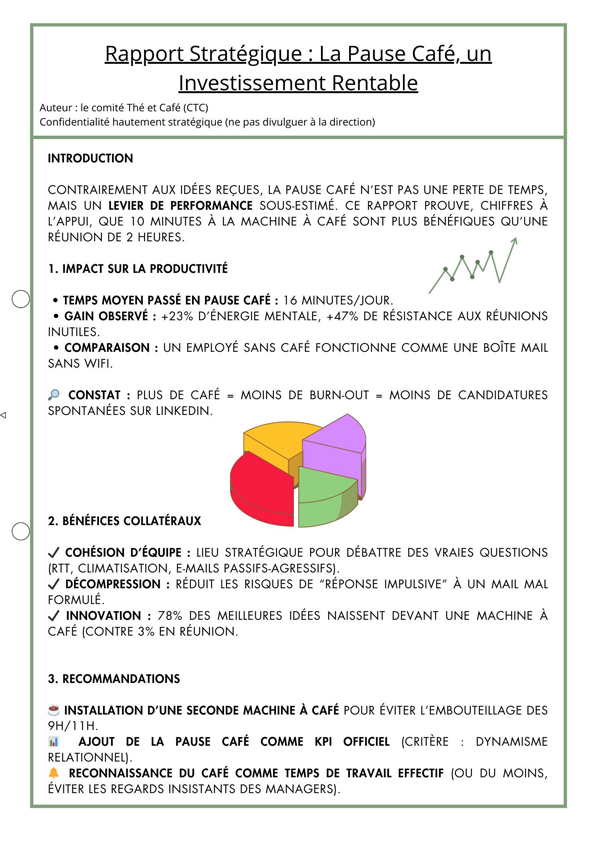 Rapport Stratégique : La Pause Café, un
Investissement Rentable
Auteur : le comité Thé et Café (CTC)
Confidentialité hautement stratégique (ne pas divulguer à la direction)
INTRODUCTION
CONTRAIREMENT AUX IDÉES REÇUES, LA PAUSE CAFÉ N'EST PAS UNE PERTE DE TEMPS,
MAIS UN LEVIER DE PERFORMANCE SOUS-ESTIMÉ. CE RAPPORT PROUVE, CHIFFRES À
L'APPUI, QUE 10 MINUTES À LA MACHINE À CAFÉ SONT PLUS BÉNÉFIQUES QU'UNE
RÉUNION DE 2 HEURES.
1. IMPACT SUR LA PRODUCTIVITÉ
• TEMPS MOYEN PASSÉ EN PAUSE CAFÉ : 16 MINUTES/JOUR.
• GAIN OBSERVÉ : +23% D'ÉNERGIE MENTALE, +47% DE RÉSISTANCE AUX RÉUNIONS
INUTILES.
• COMPARAISON : UN EMPLOYÉ SANS CAFÉ FONCTIONNE COMME UNE BOÎTE MAIL
SANS WIFI.
🔎 CONSTAT : PLUS DE CAFÉ = MOINS DE BURN-OUT = MOINS DE CANDIDATURES
SPONTANÉES SUR LINKEDIN.
2. BÉNÉFICES COLLATÉRAUX
✔ COHÉSION D'ÉQUIPE : LIEU STRATÉGIQUE POUR DÉBATTRE DES VRAIES QUESTIONS
(RTT, CLIMATISATION, E-MAILS PASSIFS-AGRESSIFS).
✔ DÉCOMPRESSION : RÉDUIT LES RISQUES DE "RÉPONSE IMPULSIVE" À UN MAIL MAL
FORMULÉ.
✔ INNOVATION : 78% DES MEILLEURES IDÉES NAISSENT DEVANT UNE MACHINE À
CAFÉ (CONTRE 3% EN RÉUNION.
3. RECOMMANDATIONS
☕ INSTALLATION D'UNE SECONDE MACHINE À CAFÉ POUR ÉVITER L'EMBOUTEILLAGE DES
9H/11H.
📊 AJOUT DE LA PAUSE CAFÉ COMME KPI OFFICIEL (CRITÈRE : DYNAMISME
RELATIONNEL).
🔔 RECONNAISSANCE DU CAFÉ COMME TEMPS DE TRAVAIL EFFECTIF (OU DU MOINS,
ÉVITER LES REGARDS INSISTANTS DES MANAGERS).